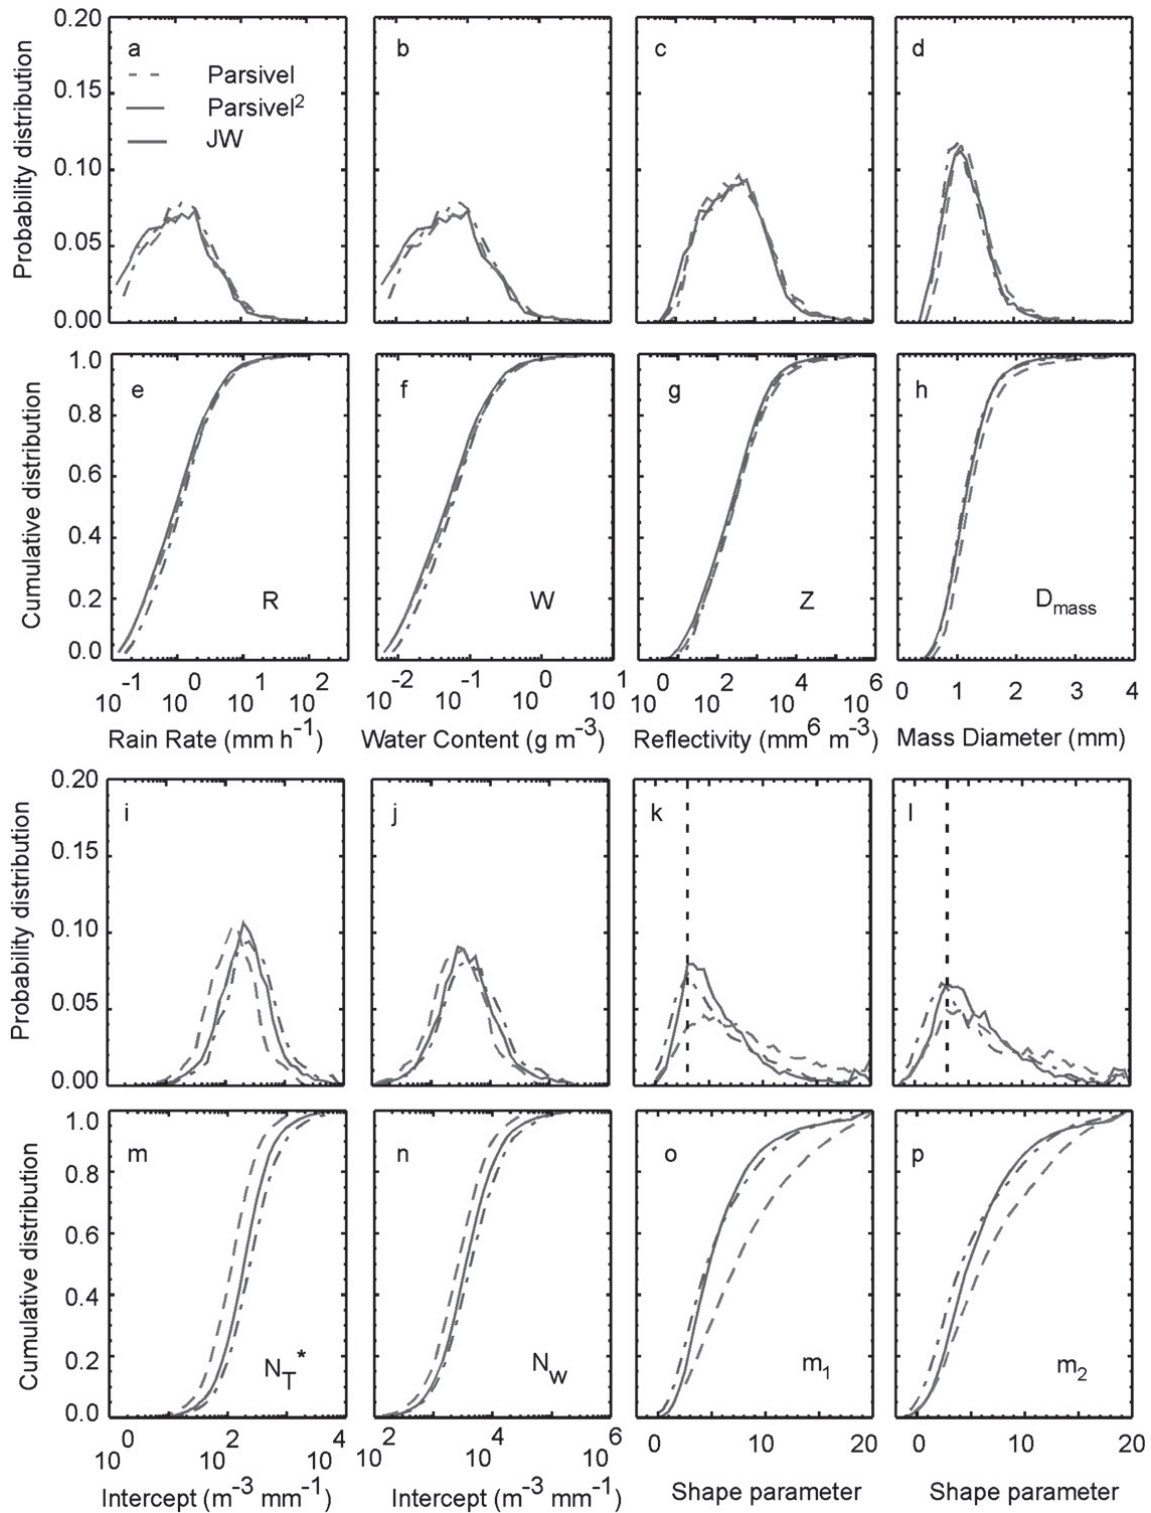 0.20
0.15
0.10
0.05
0.00
Probability distribution
a
Parsivel
Parsivel²
JW
b
c
d
1.0
0.8
0.6
0.4
0.2
0.0
Cumulative distribution
e
R
f
W
g
Z
h
D_mass
10⁻¹ 10⁰ 10¹ 10²
10⁻² 10⁻¹ 10⁰ 10¹
10⁰ 10² 10⁴ 10⁶
0 1 2 3 4
Rain Rate (mm h⁻¹)
Water Content (g m⁻³)
Reflectivity (mm⁶ m⁻³)
Mass Diameter (mm)
0.20
0.15
0.10
0.05
0.00
Probability distribution
i
j
k
l
1.0
0.8
0.6
0.4
0.2
0.0
Cumulative distribution
m
N_T*
n
N_W
o
m₁
p
m₂
10⁰ 10² 10⁴
10² 10⁴ 10⁶
0 10 20
0 10 20
Intercept (m⁻³ mm⁻¹)
Intercept (m⁻³ mm⁻¹)
Shape parameter
Shape parameter